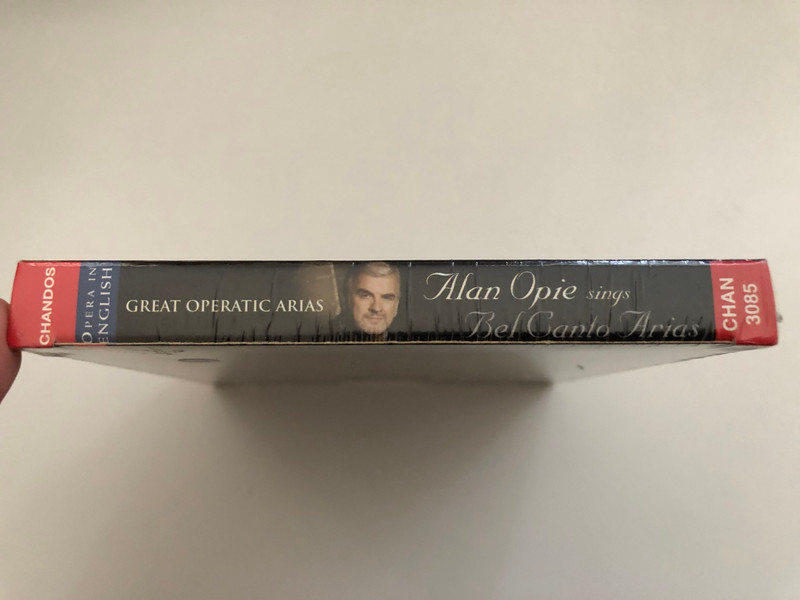 CHANDOS
OPERA IN
ENGLISH
GREAT OPERATIC ARIAS
Alan Opie sings
Bel Canto Arias
CHAN
3085